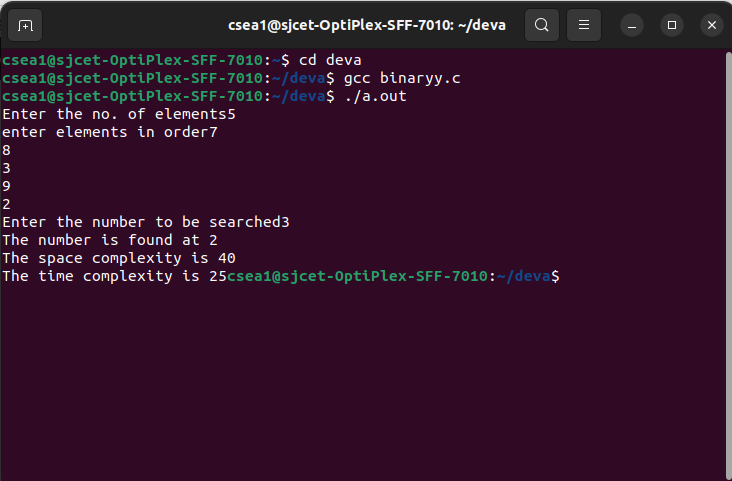 csea1@sjcet-OptiPlex-SFF-7010: ~/deva
csea1@sjcet-OptiPlex-SFF-7010:~$ cd deva
csea1@sjcet-OptiPlex-SFF-7010:~/deva$ gcc binaryy.c
csea1@sjcet-OptiPlex-SFF-7010:~/deva$ ./a.out
Enter the no. of elements5
enter elements in order7
8
3
9
2
Enter the number to be searched3
The number is found at 2
The space complexity is 40
The time complexity is 25csea1@sjcet-OptiPlex-SFF-7010:~/deva$